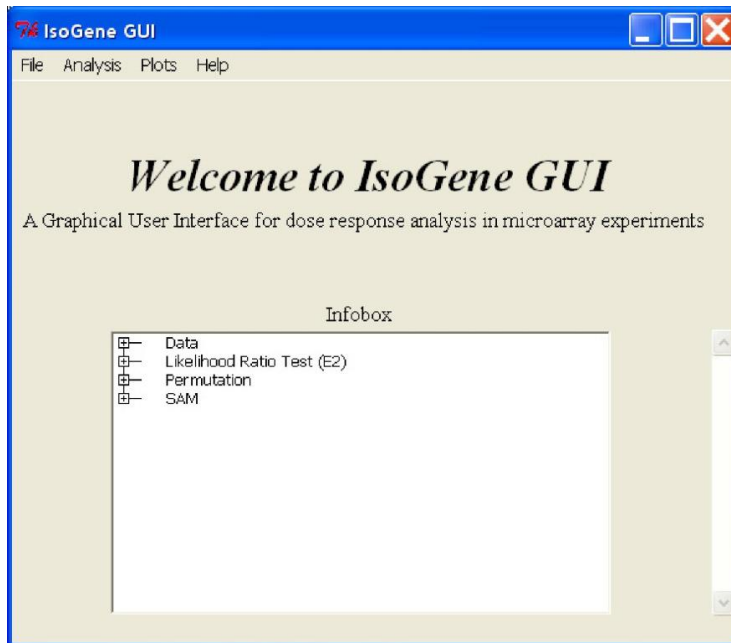 IsoGene GUI
File Analysis Plots Help
Welcome to IsoGene GUI
A Graphical User Interface for dose response analysis in microarray experiments
Infobox
Data
Likelihood Ratio Test (E2)
Permutation
SAM